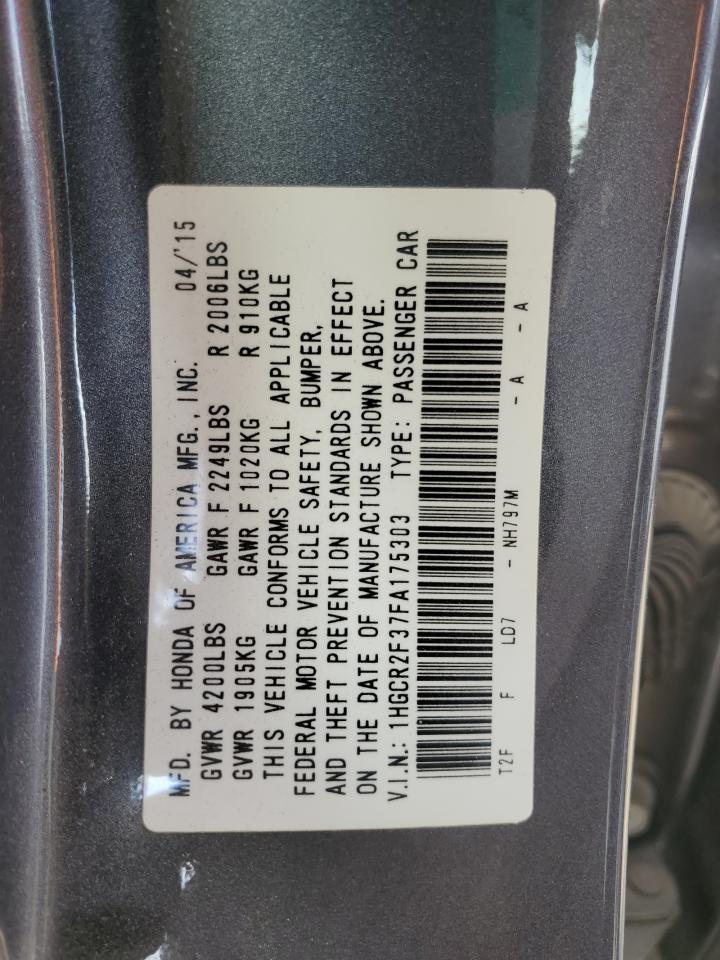 MFD. BY HONDA OF AMERICA MFG., INC. 04/'15
GVWR 4200LBS GAWR F 2249LBS R 2006LBS
GVWR 1905KG GAWR F 1020KG R 910KG
THIS VEHICLE CONFORMS TO ALL APPLICABLE
FEDERAL MOTOR VEHICLE SAFETY, BUMPER,
AND THEFT PREVENTION STANDARDS IN EFFECT
ON THE DATE OF MANUFACTURE SHOWN ABOVE.
V.I.N.: 1HGCR2F37FA175303 TYPE: PASSENGER CAR
T2F F LD7 - NH797M - A - A